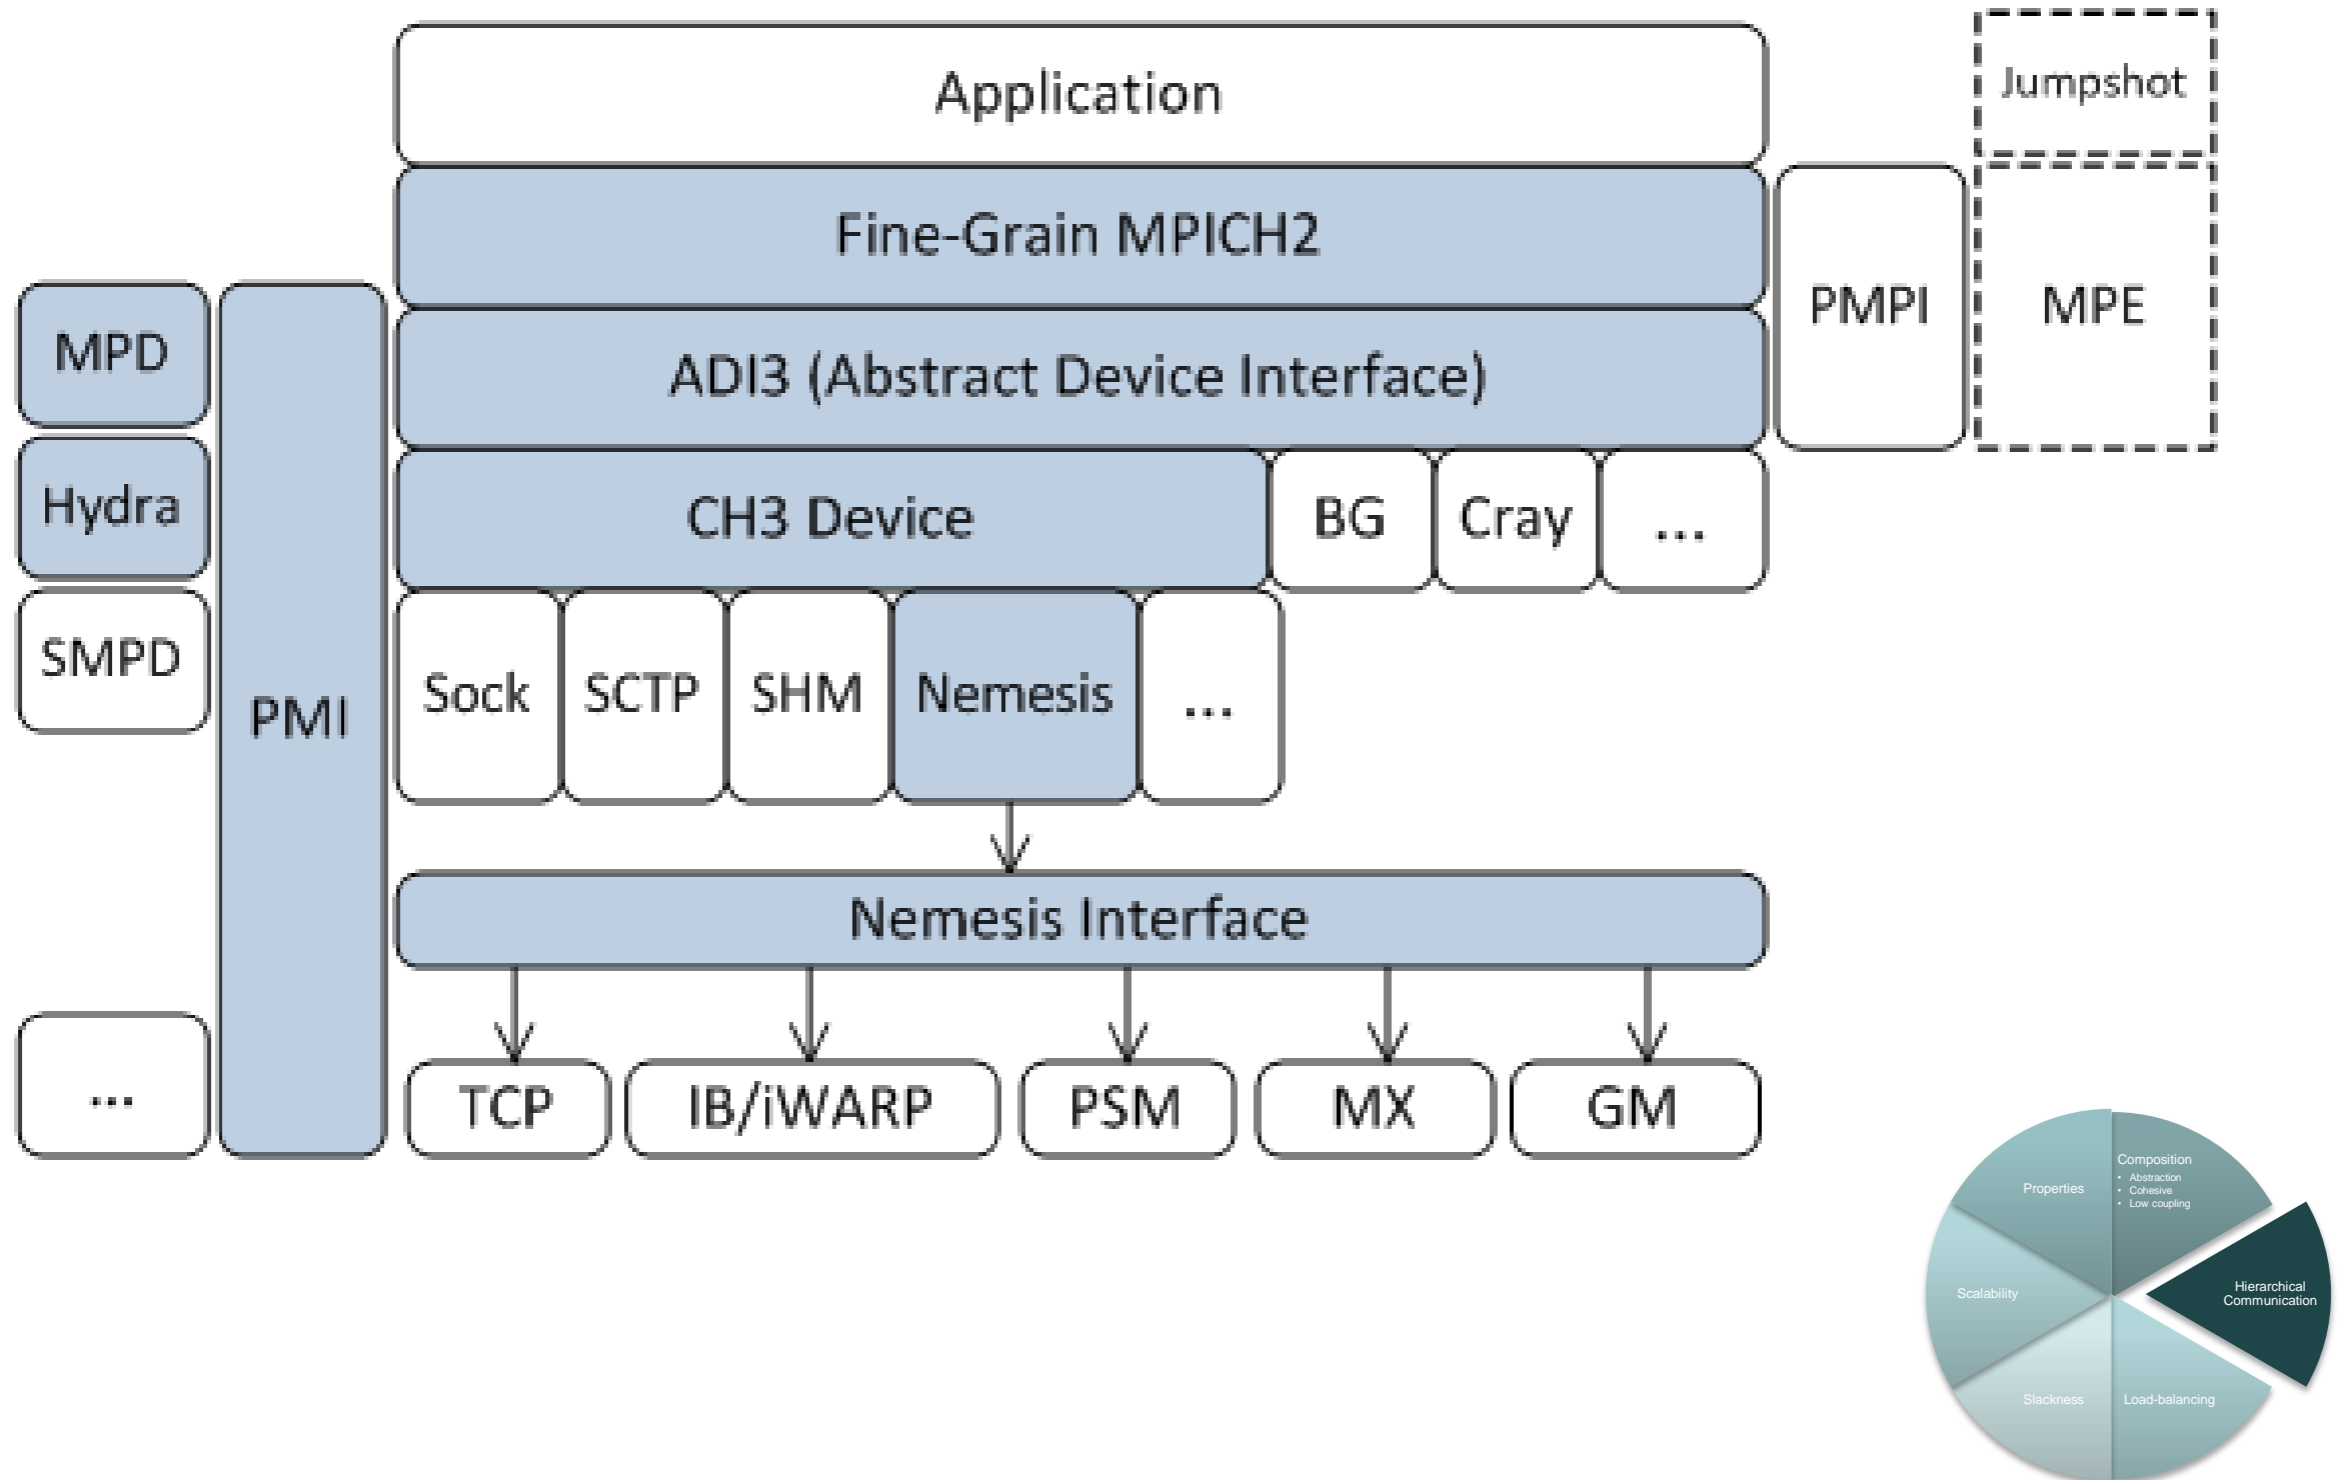 Application
Jumpshot
Fine-Grain MPICH2
PMPI
MPE
MPD
ADI3 (Abstract Device Interface)
Hydra
CH3 Device
BG
Cray
...
SMPD
PMI
Sock
SCTP
SHM
Nemesis
...
Nemesis Interface
...
TCP
IB/iWARP
PSM
MX
GM
Composition
• Abstraction
• Cohesive
• Low coupling
Properties
Hierarchical
Communication
Scalability
Slackness
Load-balancing